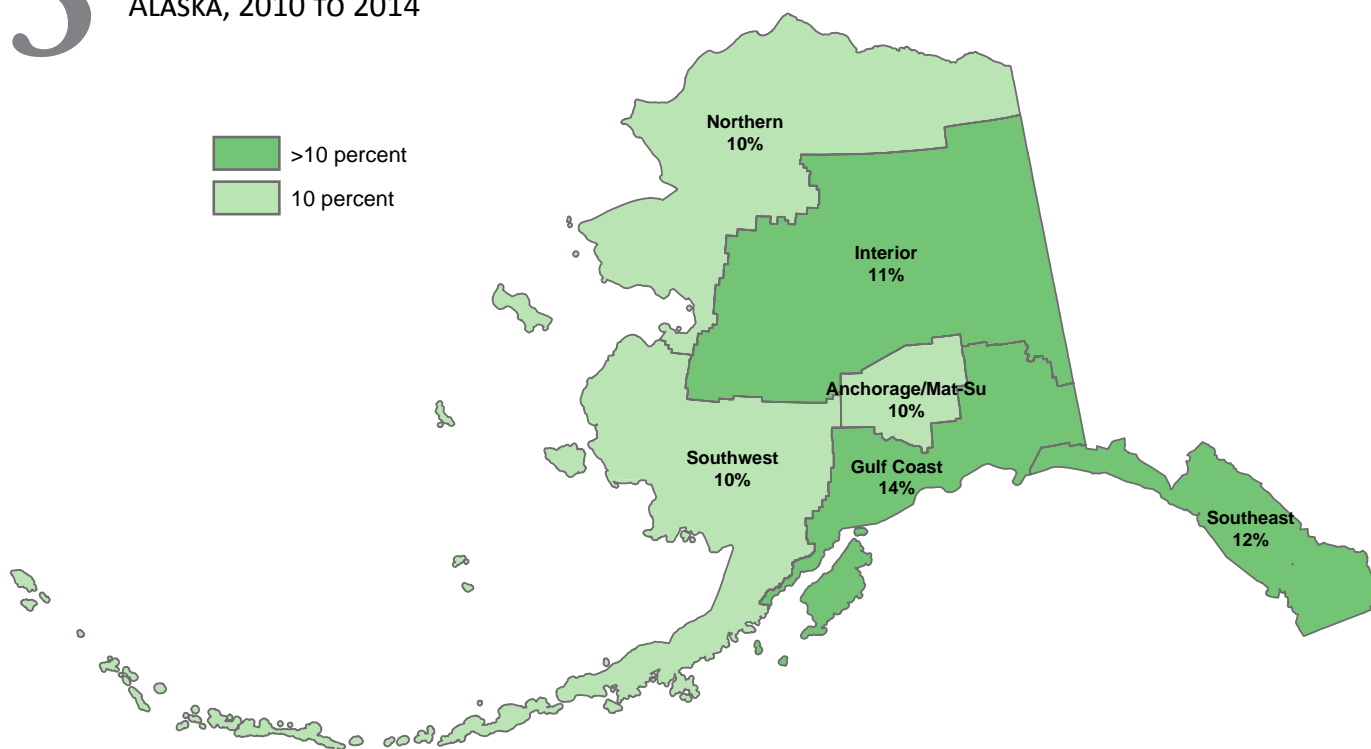 3
ALASKA, 2010 TO 2014
>10 percent
10 percent
Northern
10%
Interior
11%
Anchorage/Mat-Su
10%
Southwest
10%
Gulf Coast
14%
Southeast
12%